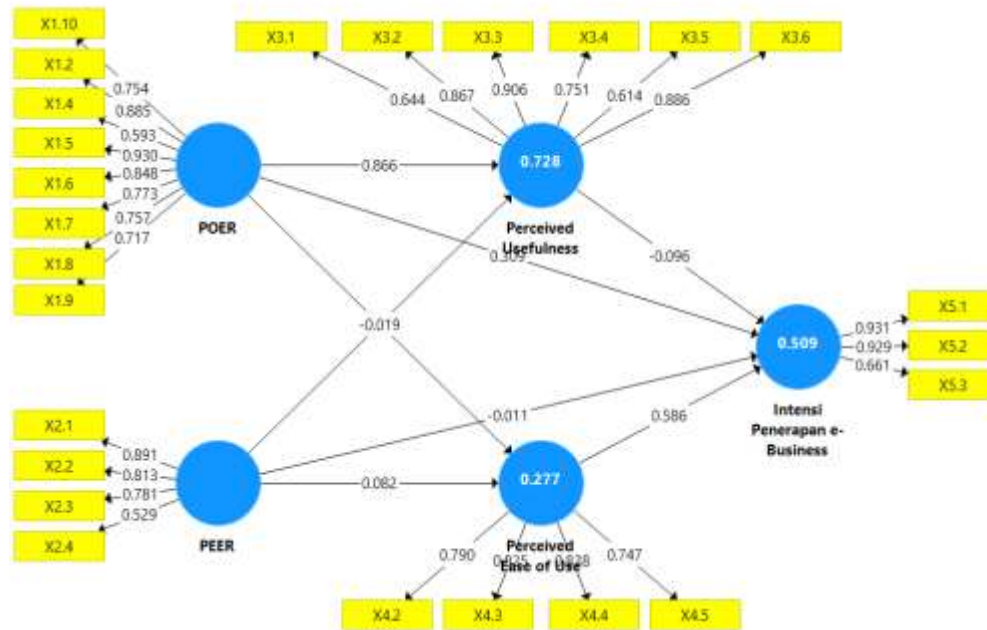 X1.10
X1.2
X1.4
X1.5
X1.6
X1.7
X1.8
X1.9
0.754
0.885
0.593
0.930
0.848
0.773
0.757
0.717
POER
X3.1
X3.2
X3.3
X3.4
X3.5
X3.6
0.644
0.867
0.906
0.751
0.614
0.886
0.728
Perceived
Usefulness
0.866
-0.096
-0.019
-0.011
0.586
0.082
0.509
Intensi
Penerapan e-
Business
X5.1
X5.2
X5.3
0.931
0.929
0.661
X2.1
X2.2
X2.3
X2.4
0.891
0.813
0.781
0.529
PEER
0.277
Perceived
Ease of Use
0.790
0.747
X4.2
X4.3
X4.4
X4.5